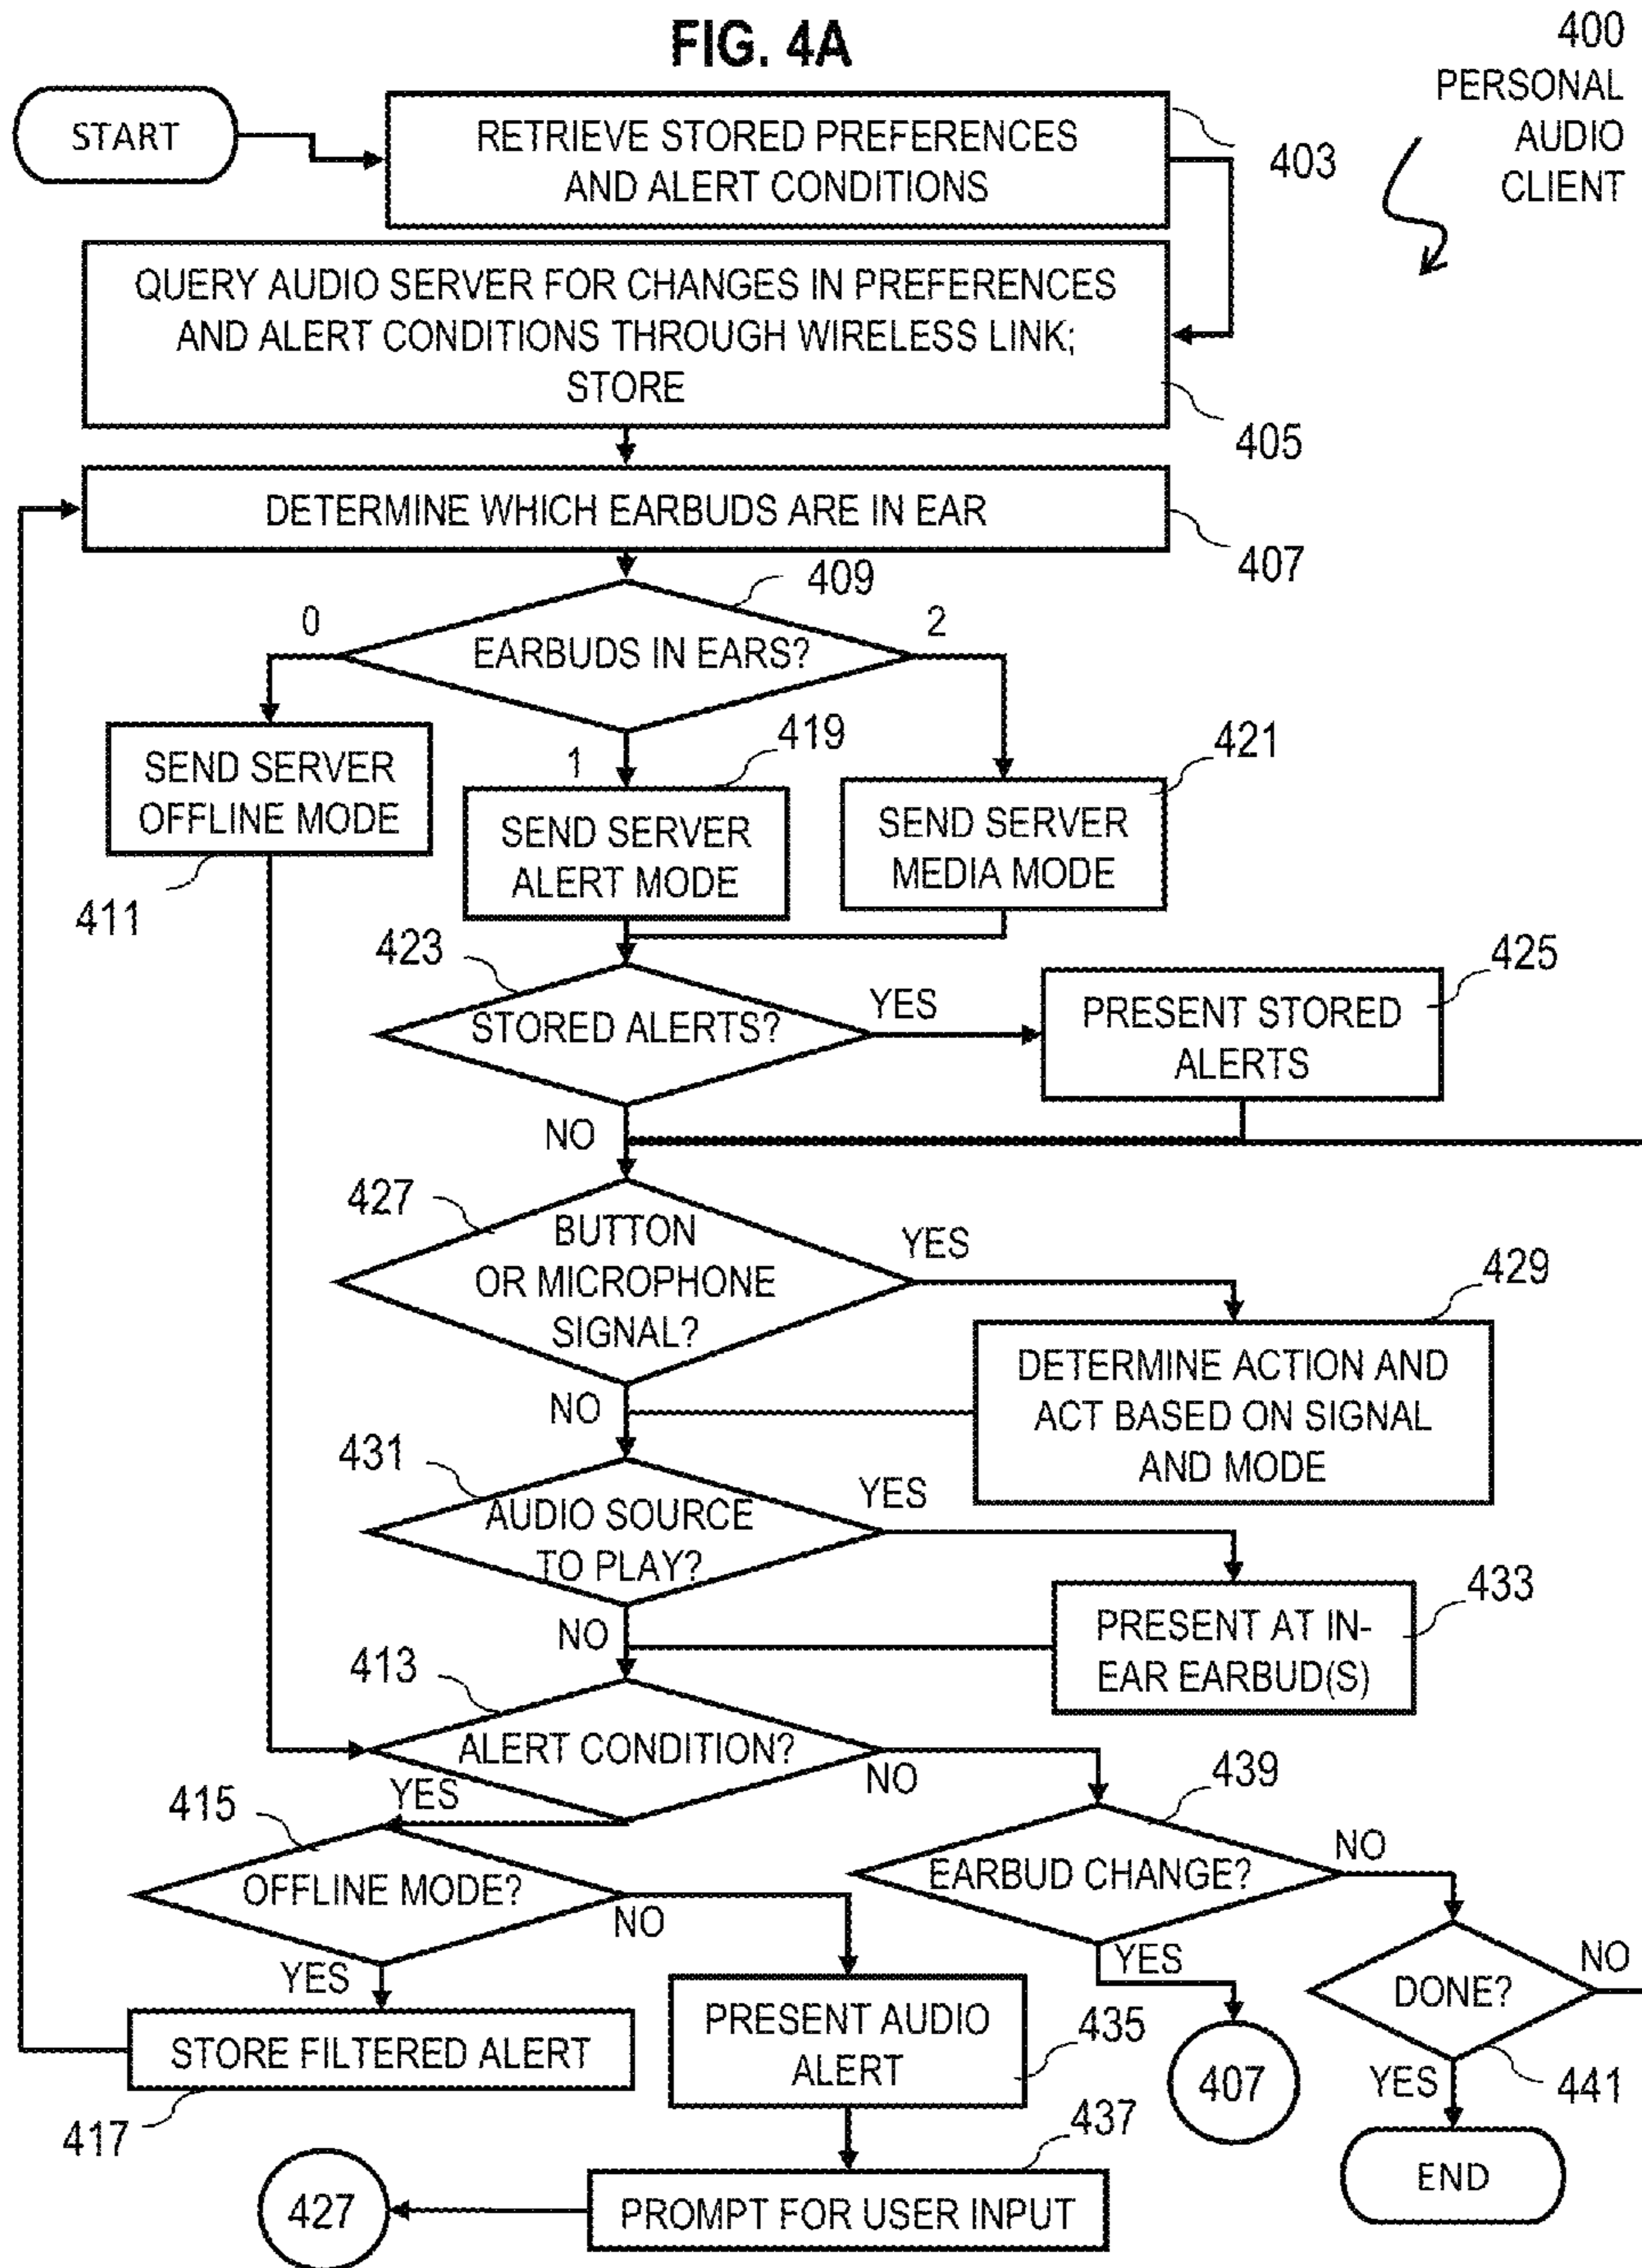 FIG. 4A
400
PERSONAL
AUDIO
CLIENT
START
RETRIEVE STORED PREFERENCES
AND ALERT CONDITIONS
403
QUERY AUDIO SERVER FOR CHANGES IN PREFERENCES
AND ALERT CONDITIONS THROUGH WIRELESS LINK;
STORE
405
DETERMINE WHICH EARBUDS ARE IN EAR
407
409
0
2
EARBUDS IN EARS?
1
419
421
SEND SERVER
OFFLINE MODE
411
SEND SERVER
ALERT MODE
SEND SERVER
MEDIA MODE
423
STORED ALERTS?
YES
425
PRESENT STORED
ALERTS
NO
427
BUTTON
OR MICROPHONE
SIGNAL?
YES
429
DETERMINE ACTION AND
ACT BASED ON SIGNAL
AND MODE
NO
431
AUDIO SOURCE
TO PLAY?
YES
433
PRESENT AT IN-
EAR EARBUD(S)
NO
413
ALERT CONDITION?
YES
NO
415
OFFLINE MODE?
NO
YES
439
EARBUD CHANGE?
NO
YES
STORE FILTERED ALERT
417
PRESENT AUDIO
ALERT
435
407
DONE?
NO
YES
441
437
PROMPT FOR USER INPUT
427
END